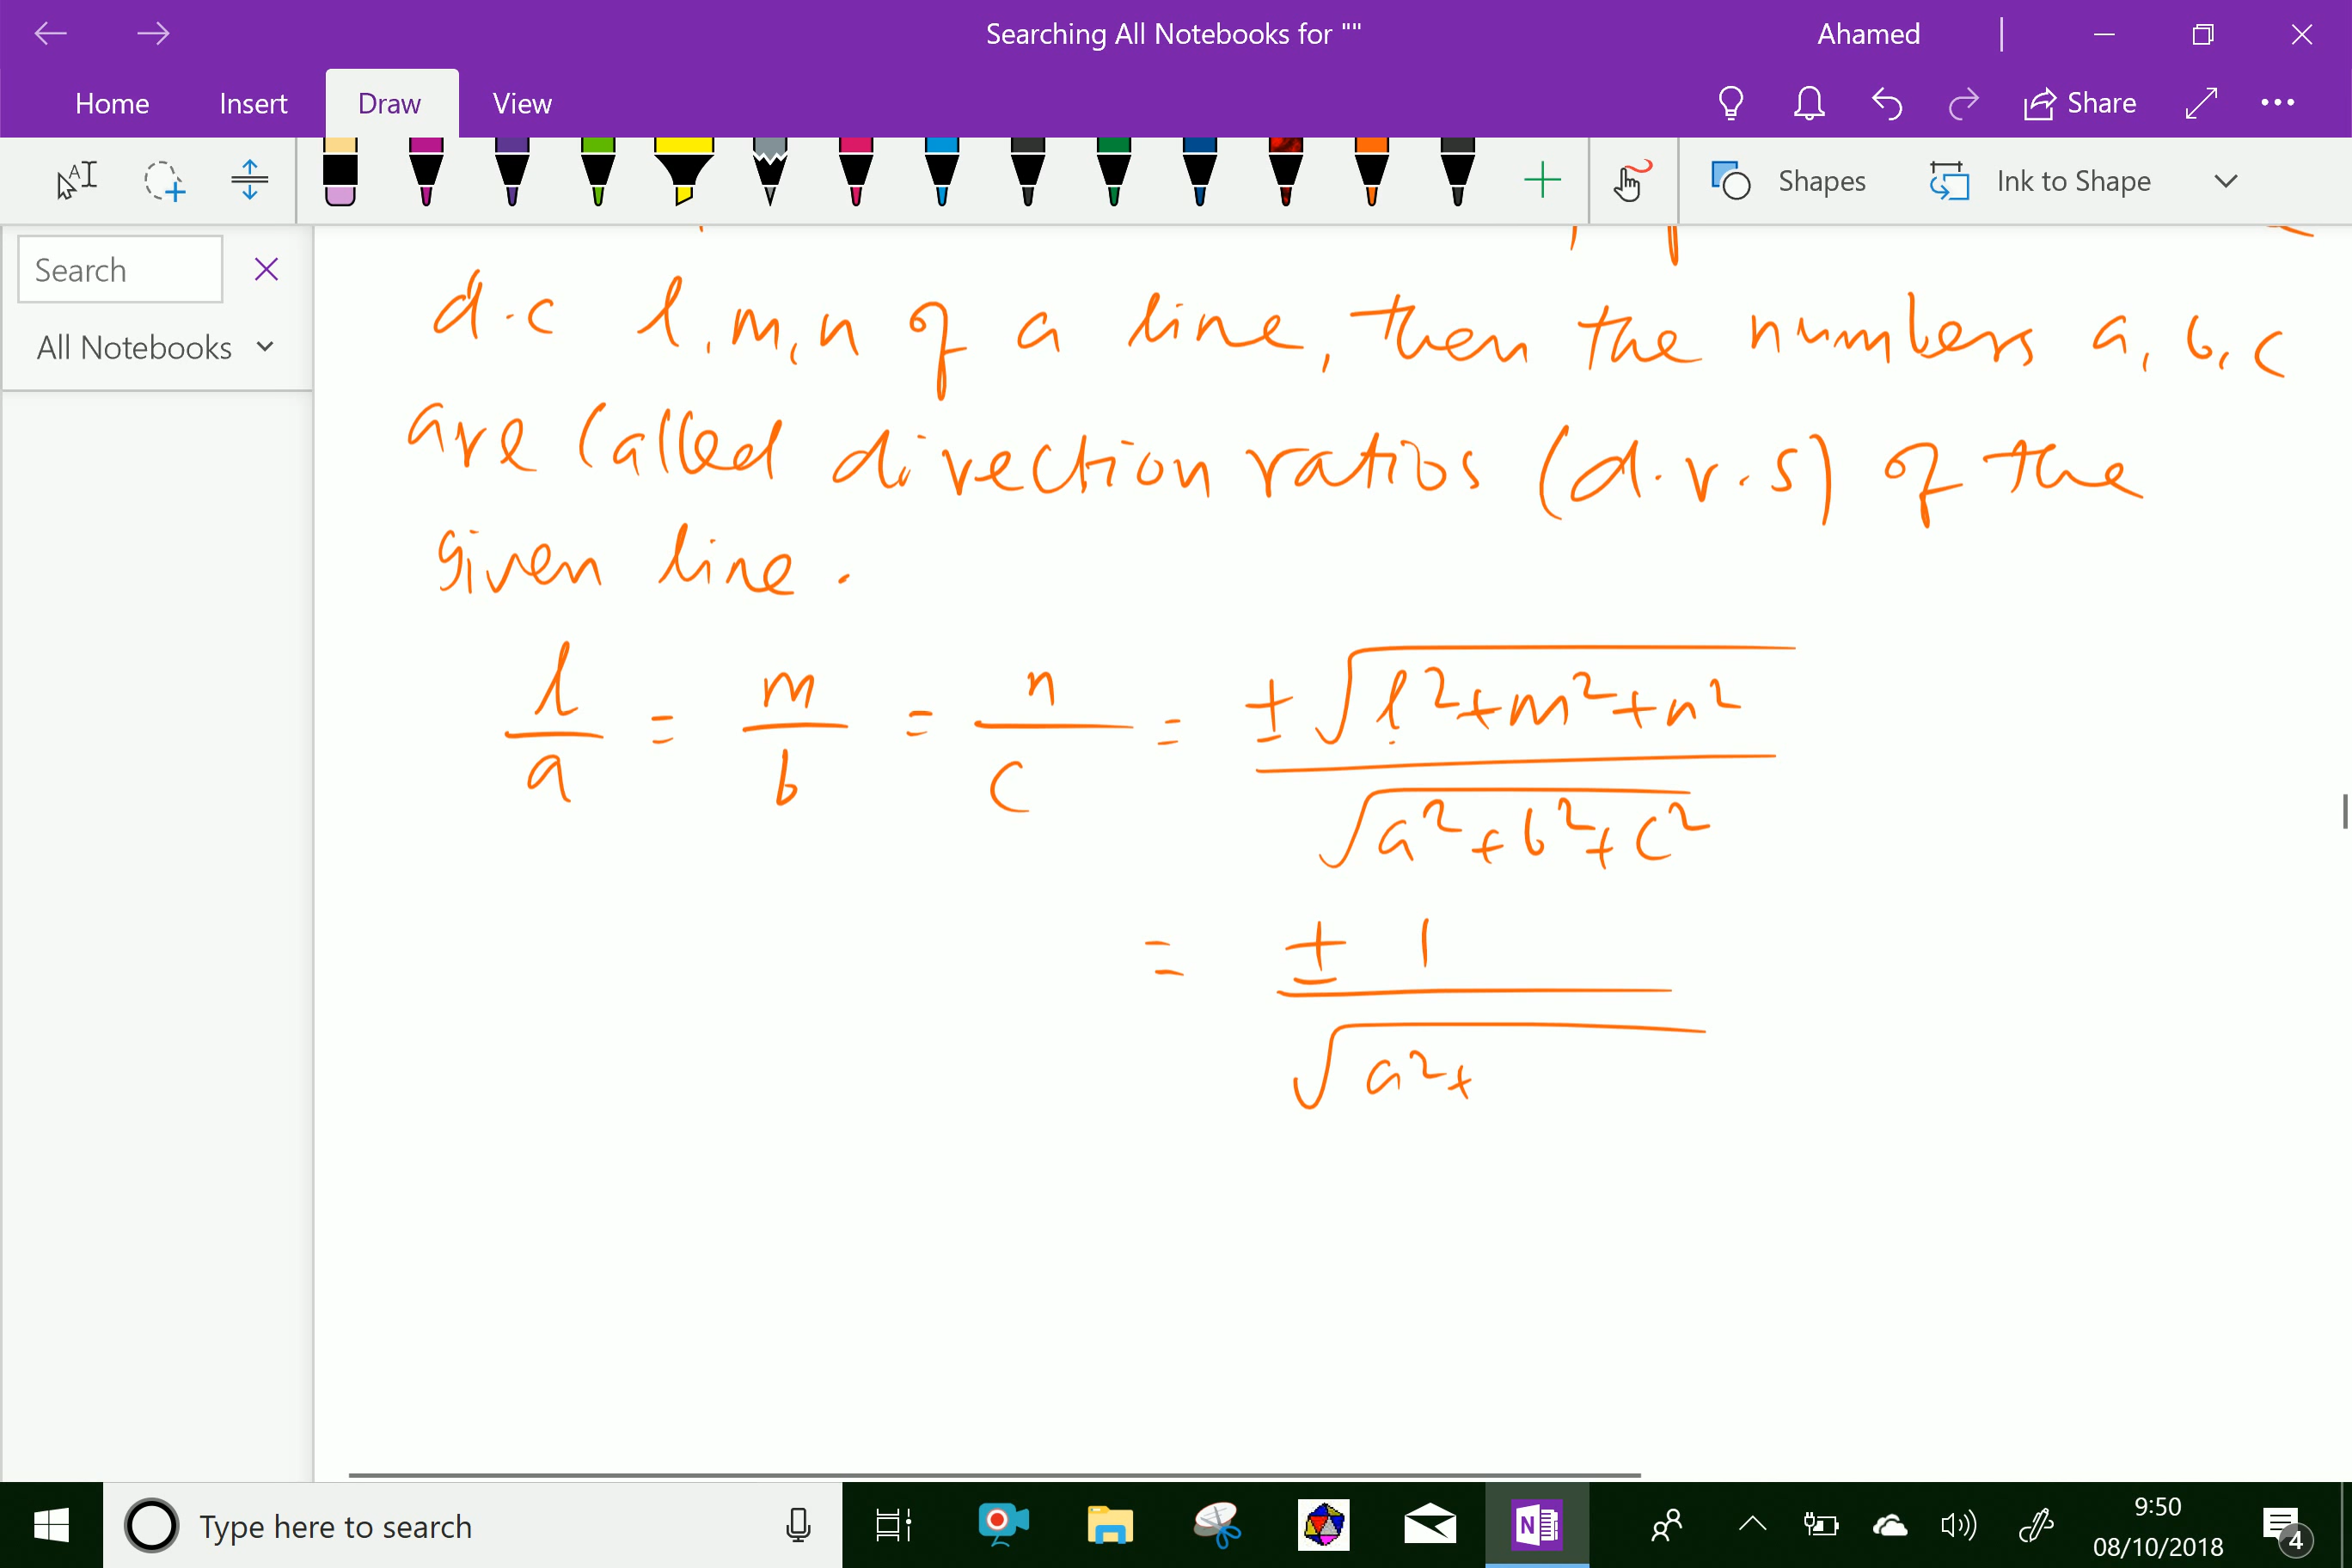 Searching All Notebooks for ""
Ahamed
Home Insert Draw View
Share
Shapes
Ink to Shape
Search
All Notebooks
d.c l, m, n of a line, then the numbers a, b, c
are called direction ratios (d.r.s) of the
given line.
l/a = m/b = n/c = ± √(l²+m²+n²) / √(a²+b²+c²)
= ± 1 / √(a²+
Type here to search
9:50
08/10/2018
4